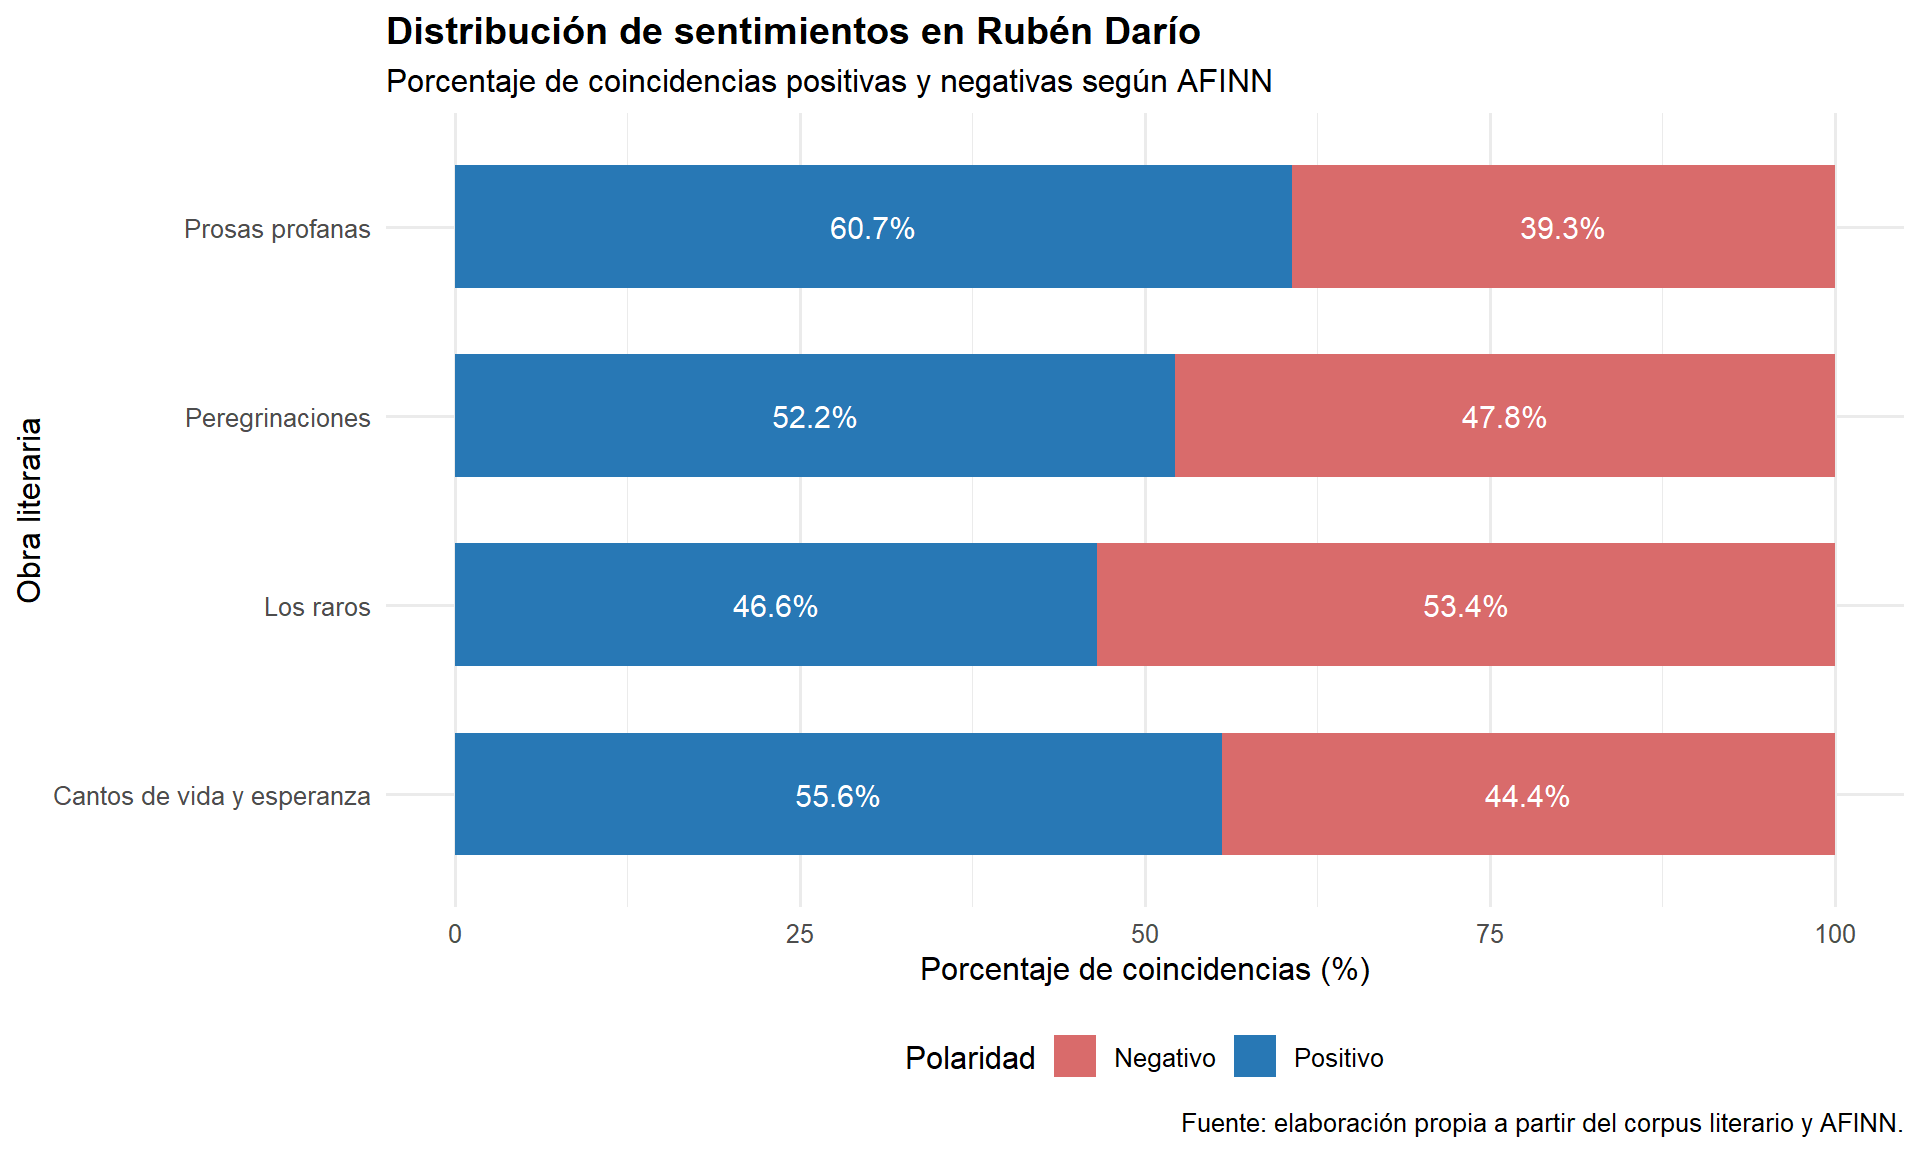 Distribución de sentimientos en Rubén Darío
Porcentaje de coincidencias positivas y negativas según AFINN
Obra literaria
Prosas profanas
60.7%
39.3%
Peregrinaciones
52.2%
47.8%
Los raros
46.6%
53.4%
Cantos de vida y esperanza
55.6%
44.4%
0
25
50
75
100
Porcentaje de coincidencias (%)
Polaridad
Negativo
Positivo
Fuente: elaboración propia a partir del corpus literario y AFINN.